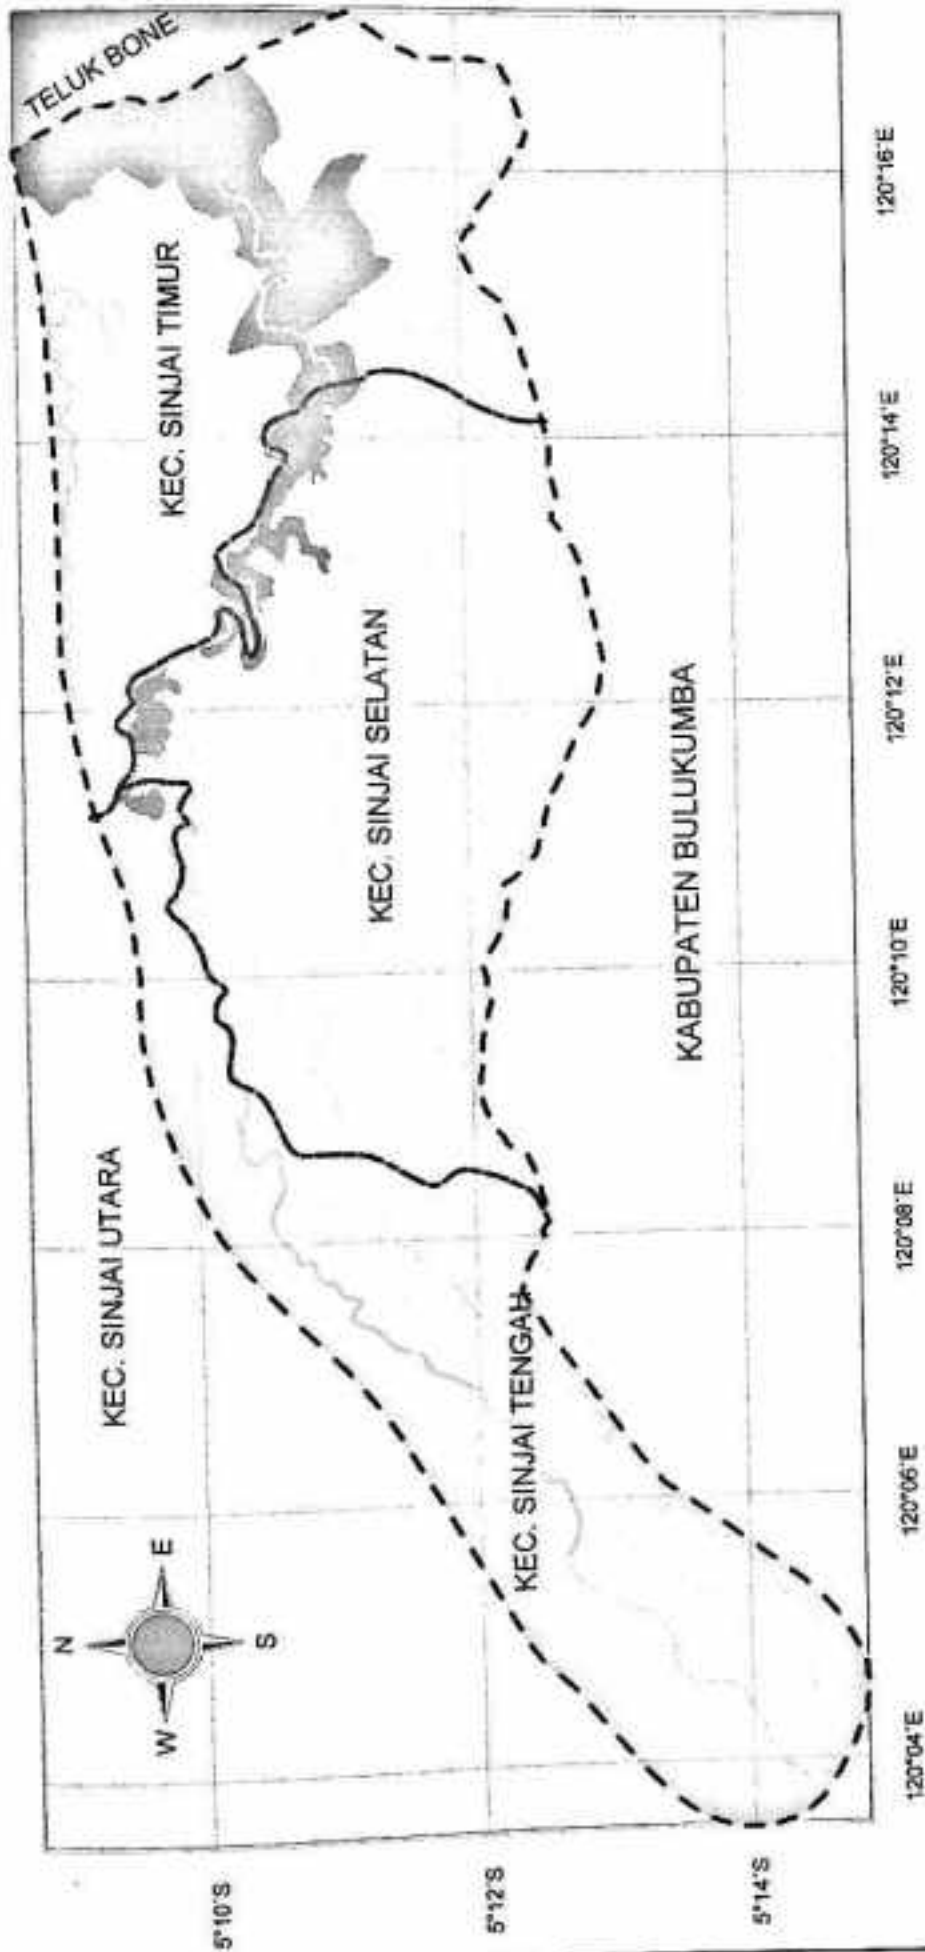 TELUK BONE
KEC. SINJAI TIMUR
KEC. SINJAI UTARA
KEC. SINJAI SELATAN
KEC. SINJAI TENGAH
KABUPATEN BULUKUMBA
N
W
E
S
5°10'S
5°12'S
5°14'S
120°04'E
120°06'E
120°08'E
120°10'E
120°12'E
120°14'E
120°16'E